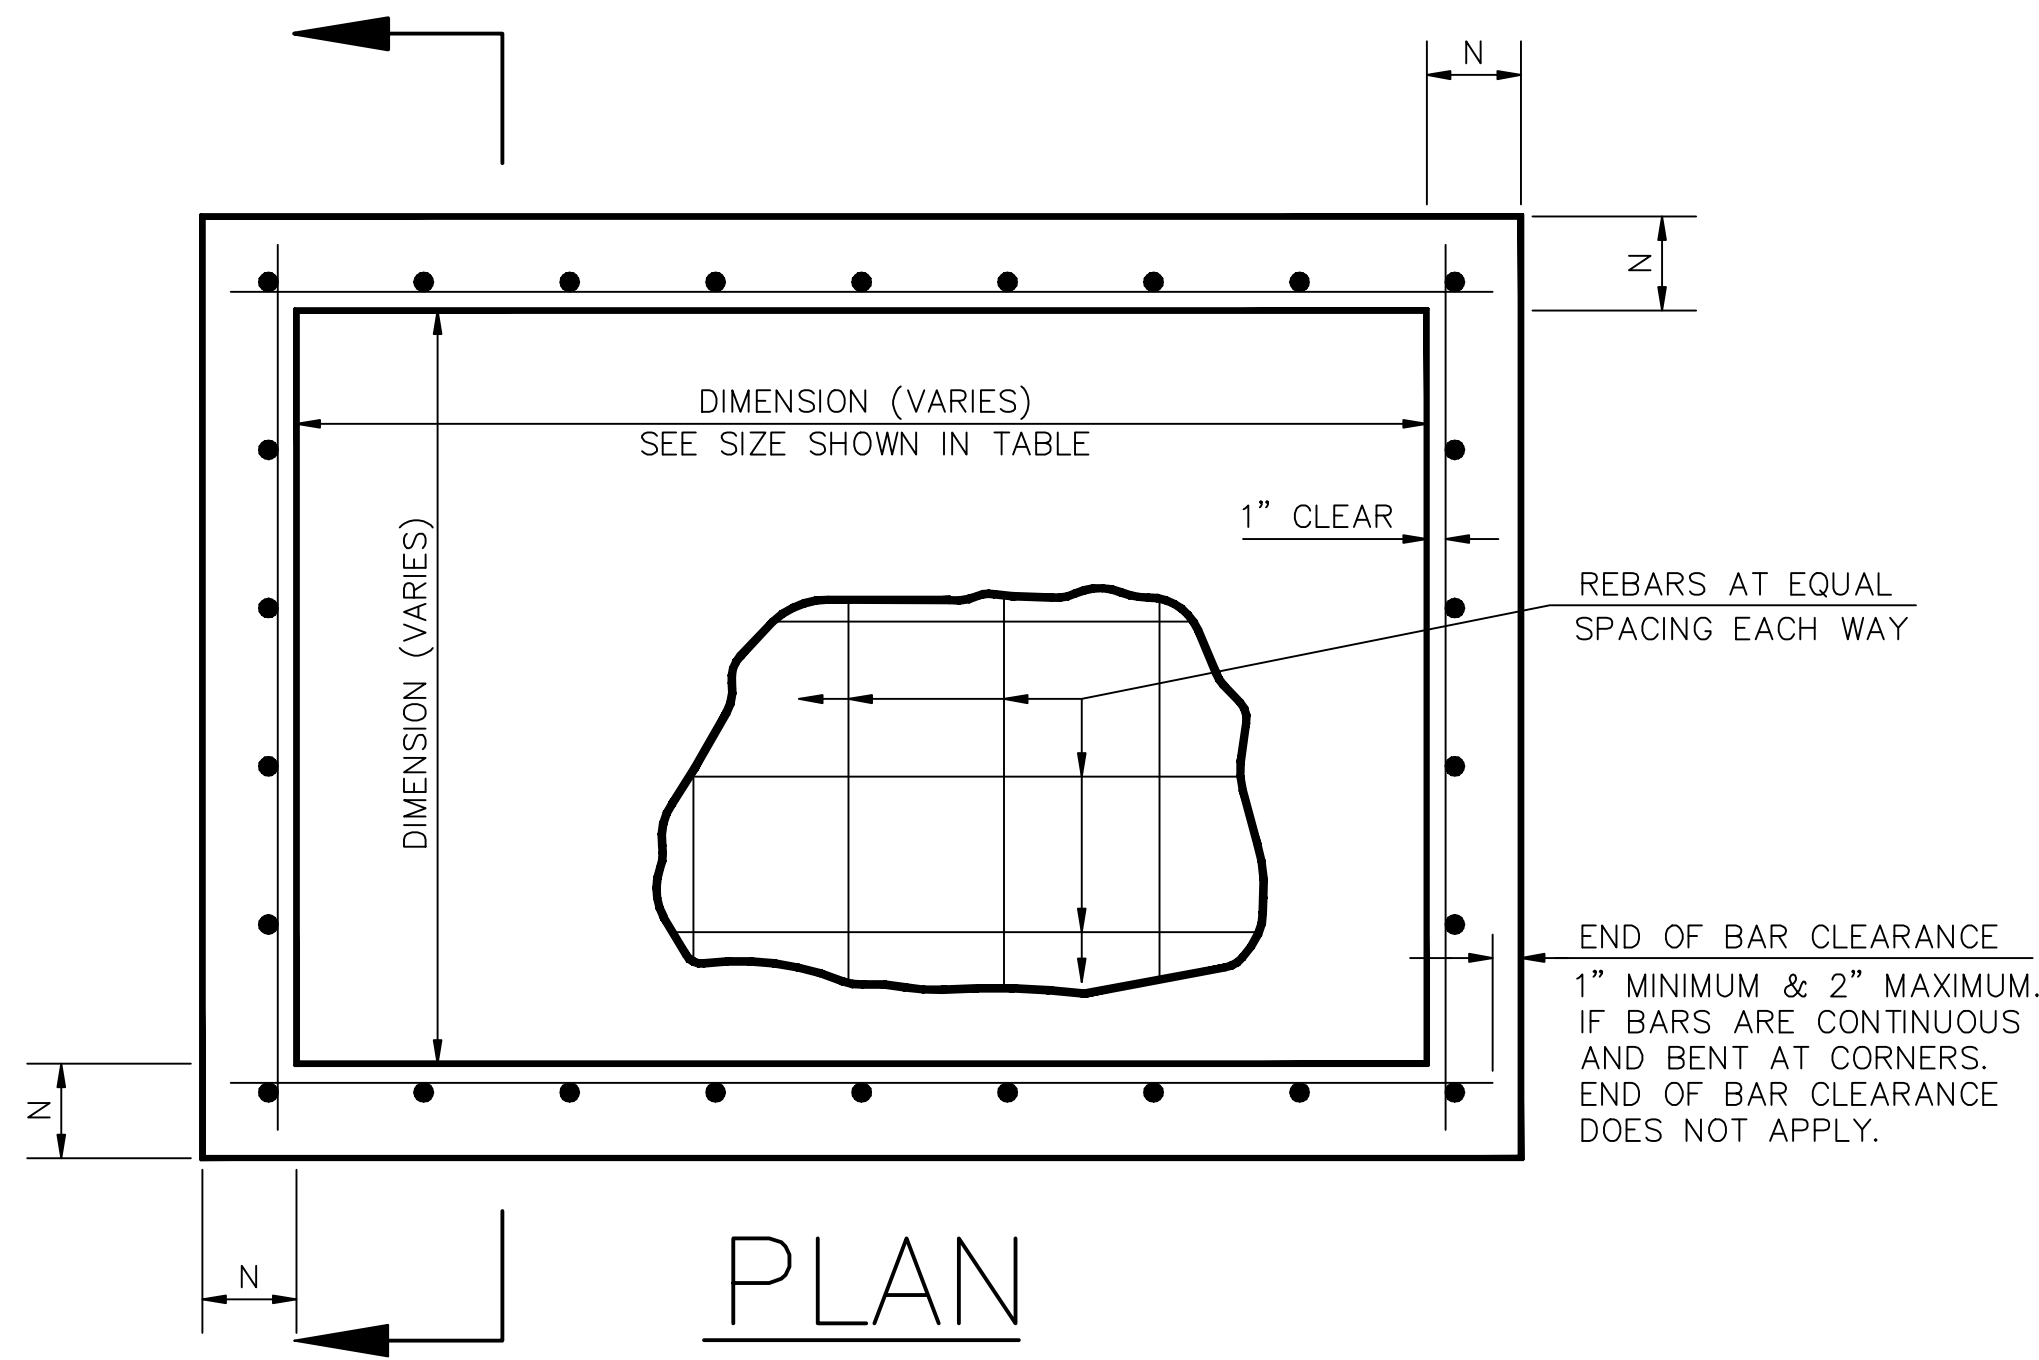 N
N
DIMENSION (VARIES)
SEE SIZE SHOWN IN TABLE
DIMENSION (VARIES)
1” CLEAR
REBARS AT EQUAL
SPACING EACH WAY
END OF BAR CLEARANCE
1” MINIMUM & 2” MAXIMUM.
IF BARS ARE CONTINUOUS
AND BENT AT CORNERS.
END OF BAR CLEARANCE
DOES NOT APPLY.
N
N
PLAN